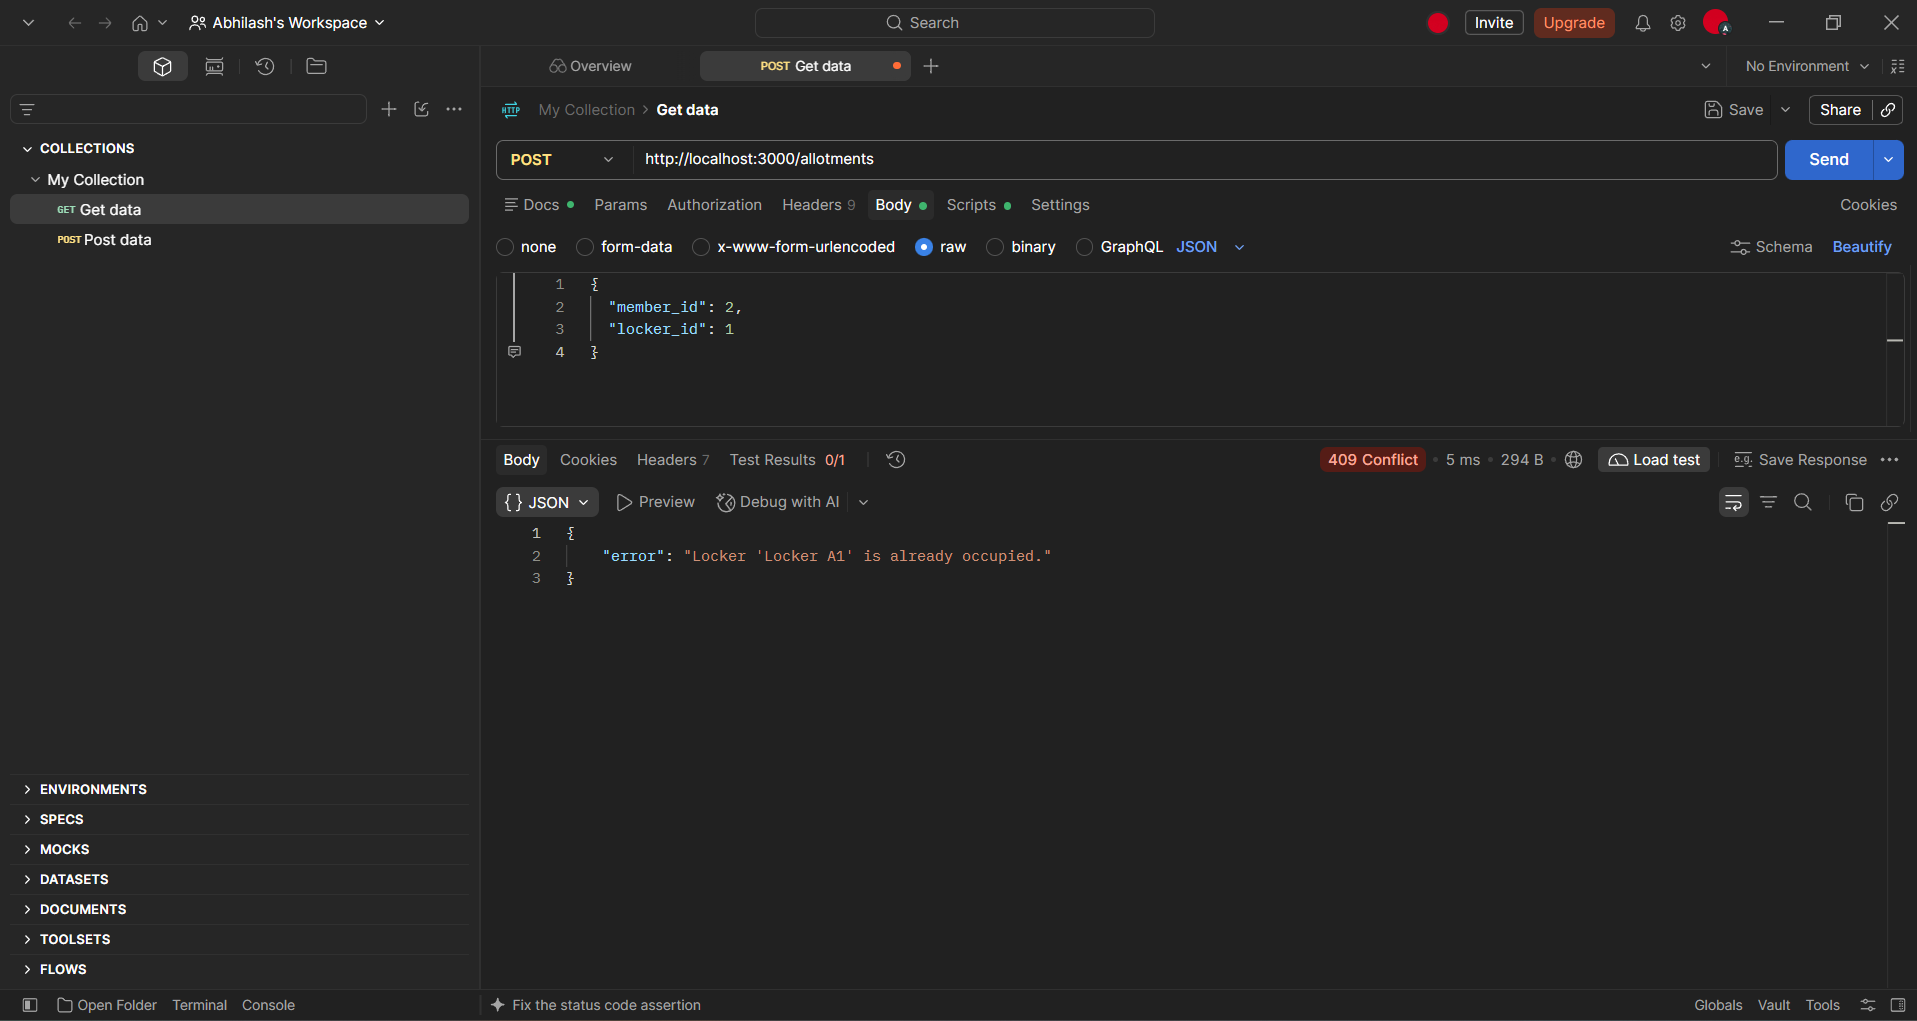 Abhilash's Workspace
Search
Invite
Upgrade
A
Overview
POST Get data
No Environment
HTTP My Collection > Get data
Save
Share
COLLECTIONS
My Collection
GET Get data
POST Post data
POST http://localhost:3000/allotments
Send
Docs Params Authorization Headers 9 Body Scripts Settings
Cookies
none form-data x-www-form-urlencoded raw binary GraphQL JSON
Schema Beautify
1 {
2 "member_id": 2,
3 "locker_id": 1
4 }
Body Cookies Headers 7 Test Results 0/1
409 Conflict • 5 ms • 294 B •
Load test
e.g. Save Response
{} JSON Preview Debug with AI
1 {
2 "error": "Locker 'Locker A1' is already occupied."
3 }
ENVIRONMENTS
SPECS
MOCKS
DATASETS
DOCUMENTS
TOOLSETS
FLOWS
Open Folder Terminal Console
Fix the status code assertion
Globals Vault Tools